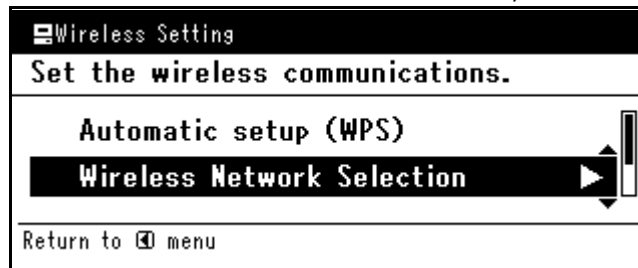 Wireless Setting
Set the wireless communications.
Automatic setup (WPS)
Wireless Network Selection
Return to menu